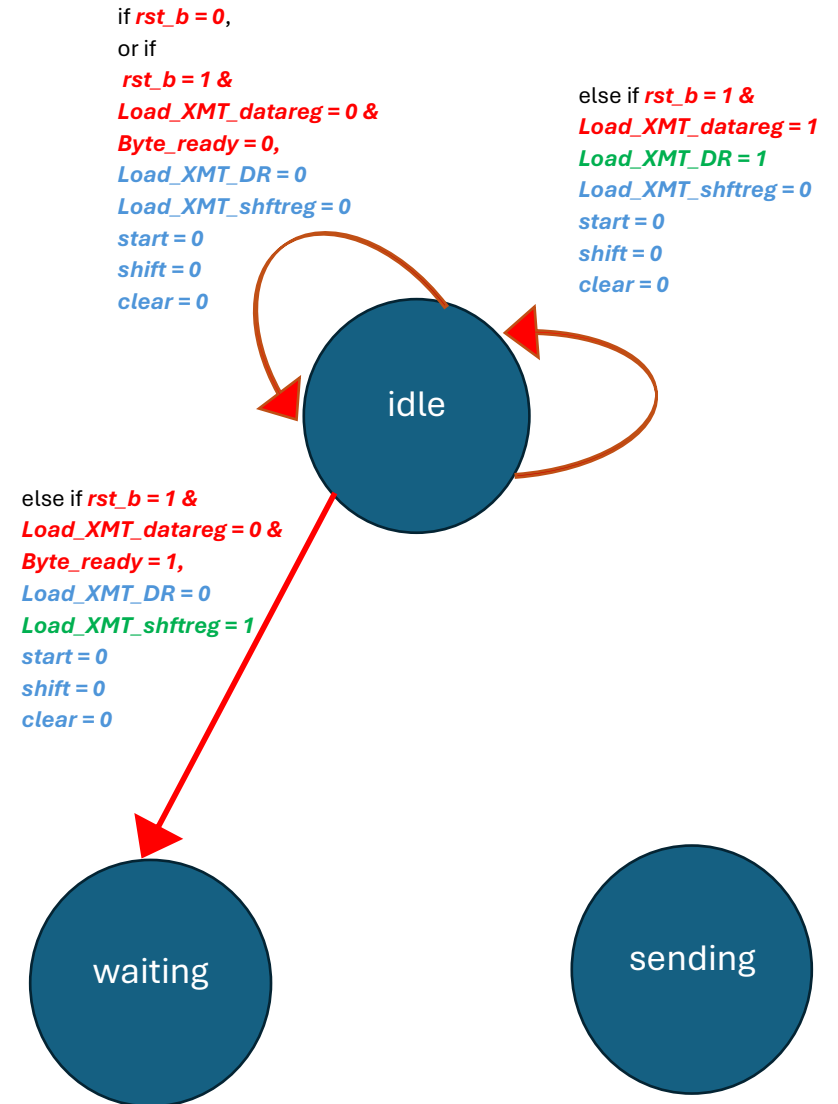 if rst_b = 0,
or if
rst_b = 1 &
Load_XMT_datareg = 0 &
Byte_ready = 0,
Load_XMT_DR = 0
Load_XMT_shftreg = 0
start = 0
shift = 0
clear = 0
else if rst_b = 1 &
Load_XMT_datareg = 1
Load_XMT_DR = 1
Load_XMT_shftreg = 0
start = 0
shift = 0
clear = 0
idle
else if rst_b = 1 &
Load_XMT_datareg = 0 &
Byte_ready = 1,
Load_XMT_DR = 0
Load_XMT_shftreg = 1
start = 0
shift = 0
clear = 0
waiting
sending